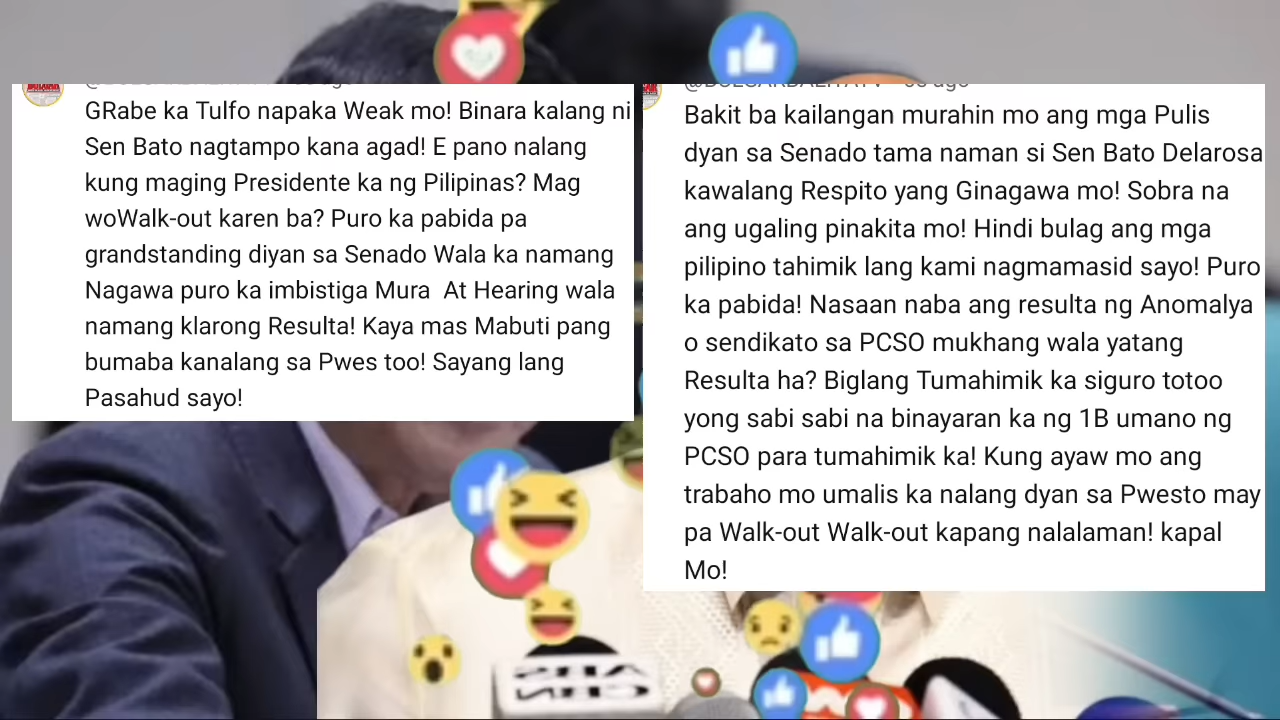 GRabe ka Tulfo napaka Weak mo! Binara kalang ni
Sen Bato nagtampo kana agad! E pano nalang
kung maging Presidente ka ng Pilipinas? Mag
woWalk-out karen ba? Puro ka pabida pa
grandstanding diyan sa Senado Wala ka namang
Nagawa puro ka imbistiga Mura  At Hearing wala
namang klarong Resulta! Kaya mas Mabuti pang
bumaba kanalang sa Pwes too! Sayang lang
Pasahud sayo!
Bakit ba kailangan murahin mo ang mga Pulis
dyan sa Senado tama naman si Sen Bato Delarosa
kawalang Respito yang Ginagawa mo! Sobra na
ang ugaling pinakita mo! Hindi bulag ang mga
pilipino tahimik lang kami nagmamasid sayo! Puro
ka pabida! Nasaan naba ang resulta ng Anomalya
o sendikato sa PCSO mukhang wala yatang
Resulta ha? Biglang Tumahimik ka siguro totoo
yong sabi sabi na binayaran ka ng 1B umano ng
PCSO para tumahimik ka! Kung ayaw mo ang
trabaho mo umalis ka nalang dyan sa Pwesto may
pa Walk-out Walk-out kapang nalalaman! kapal
Mo!
ABS
CBN